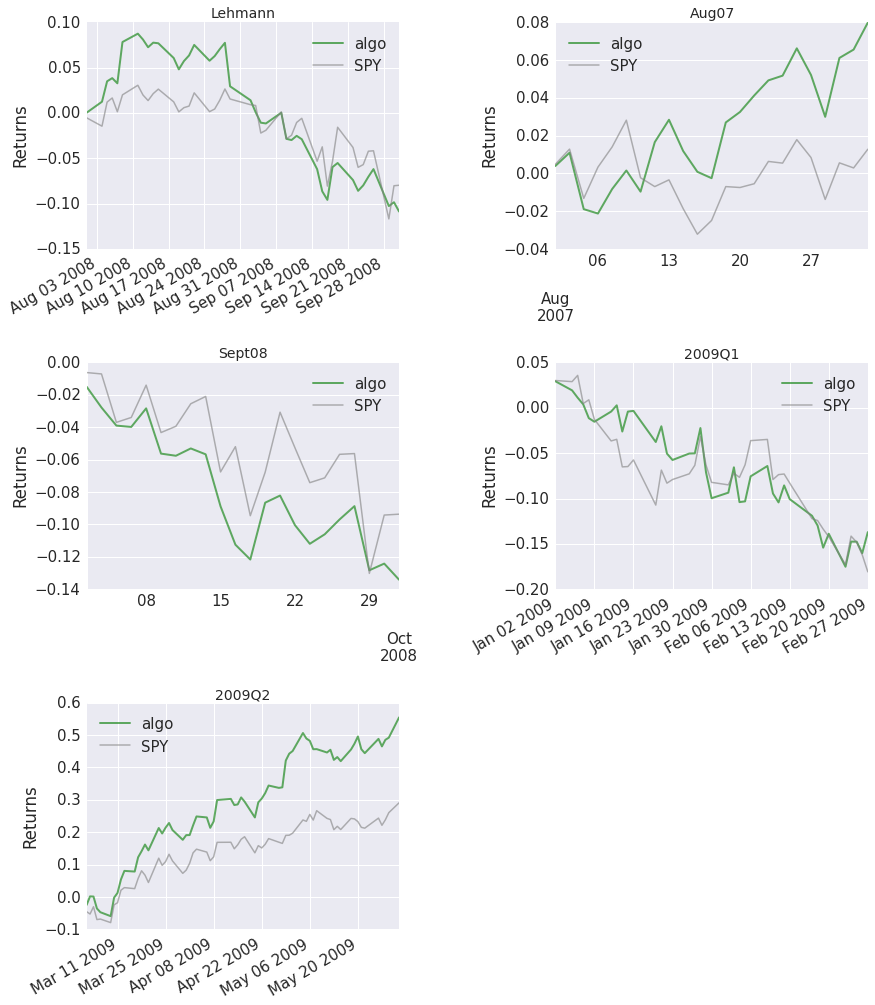 Lehmann
0.10
0.05
0.00
−0.05
−0.10
−0.15
Returns
algo
SPY
Aug 03 2008
Aug 10 2008
Aug 17 2008
Aug 24 2008
Aug 31 2008
Sep 07 2008
Sep 14 2008
Sep 21 2008
Sep 28 2008
Aug07
0.08
0.06
0.04
0.02
0.00
−0.02
−0.04
Returns
algo
SPY
06 13 20 27
Aug
2007
Sept08
0.00
−0.02
−0.04
−0.06
−0.08
−0.10
−0.12
−0.14
Returns
algo
SPY
08 15 22 29
Oct
2008
2009Q1
0.05
0.00
−0.05
−0.10
−0.15
−0.20
Returns
algo
SPY
Jan 02 2009
Jan 09 2009
Jan 16 2009
Jan 23 2009
Jan 30 2009
Feb 06 2009
Feb 13 2009
Feb 20 2009
Feb 27 2009
2009Q2
0.6
0.5
0.4
0.3
0.2
0.1
0.0
−0.1
Returns
algo
SPY
Mar 11 2009
Mar 25 2009
Apr 08 2009
Apr 22 2009
May 06 2009
May 20 2009